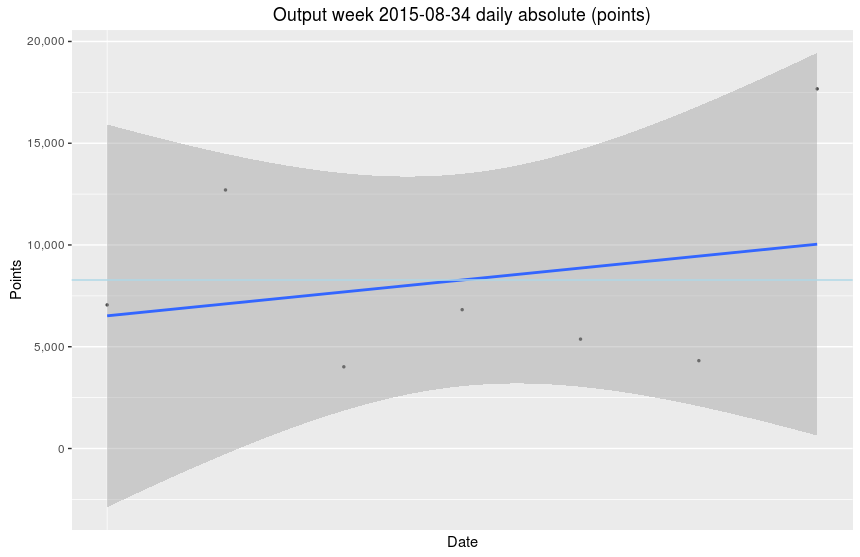 Output week 2015-08-34 daily absolute (points)
20,000
15,000
10,000
5,000
0
Points
Date